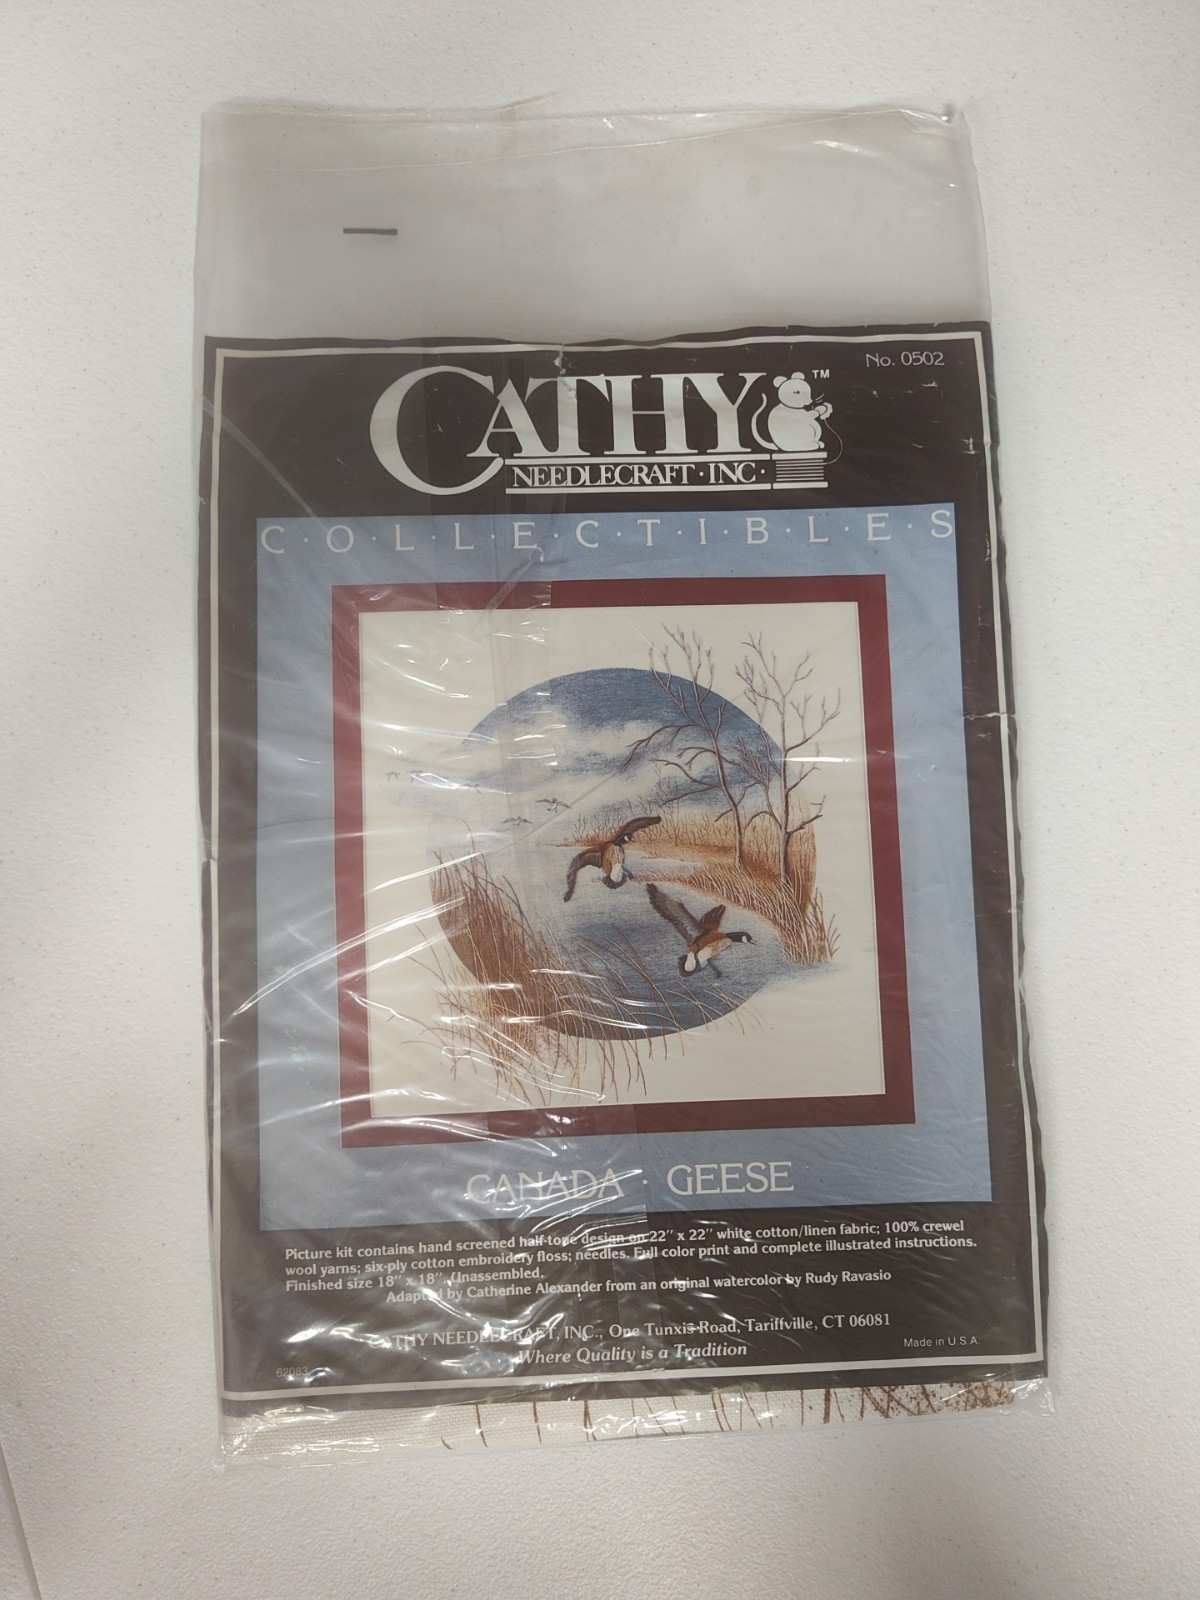 No. 0502
CATHY TM
NEEDLECRAFT · INC ·
C·O·L·L·E·C·T·I·B·L·E·S
CANADA · GEESE
Picture kit contains hand screened half-tone design on 22" x 22" white cotton/linen fabric; 100% crewel
wool yarns; six-ply cotton embroidery floss; needles. Full color print and complete illustrated instructions.
Finished size 18" x 18". Unassembled.
Adapted by Catherine Alexander from an original watercolor by Rudy Ravasio
CATHY NEEDLECRAFT, INC., One Tunxis Road, Tariffville, CT 06081
Where Quality is a Tradition
Made in U.S.A.
62083